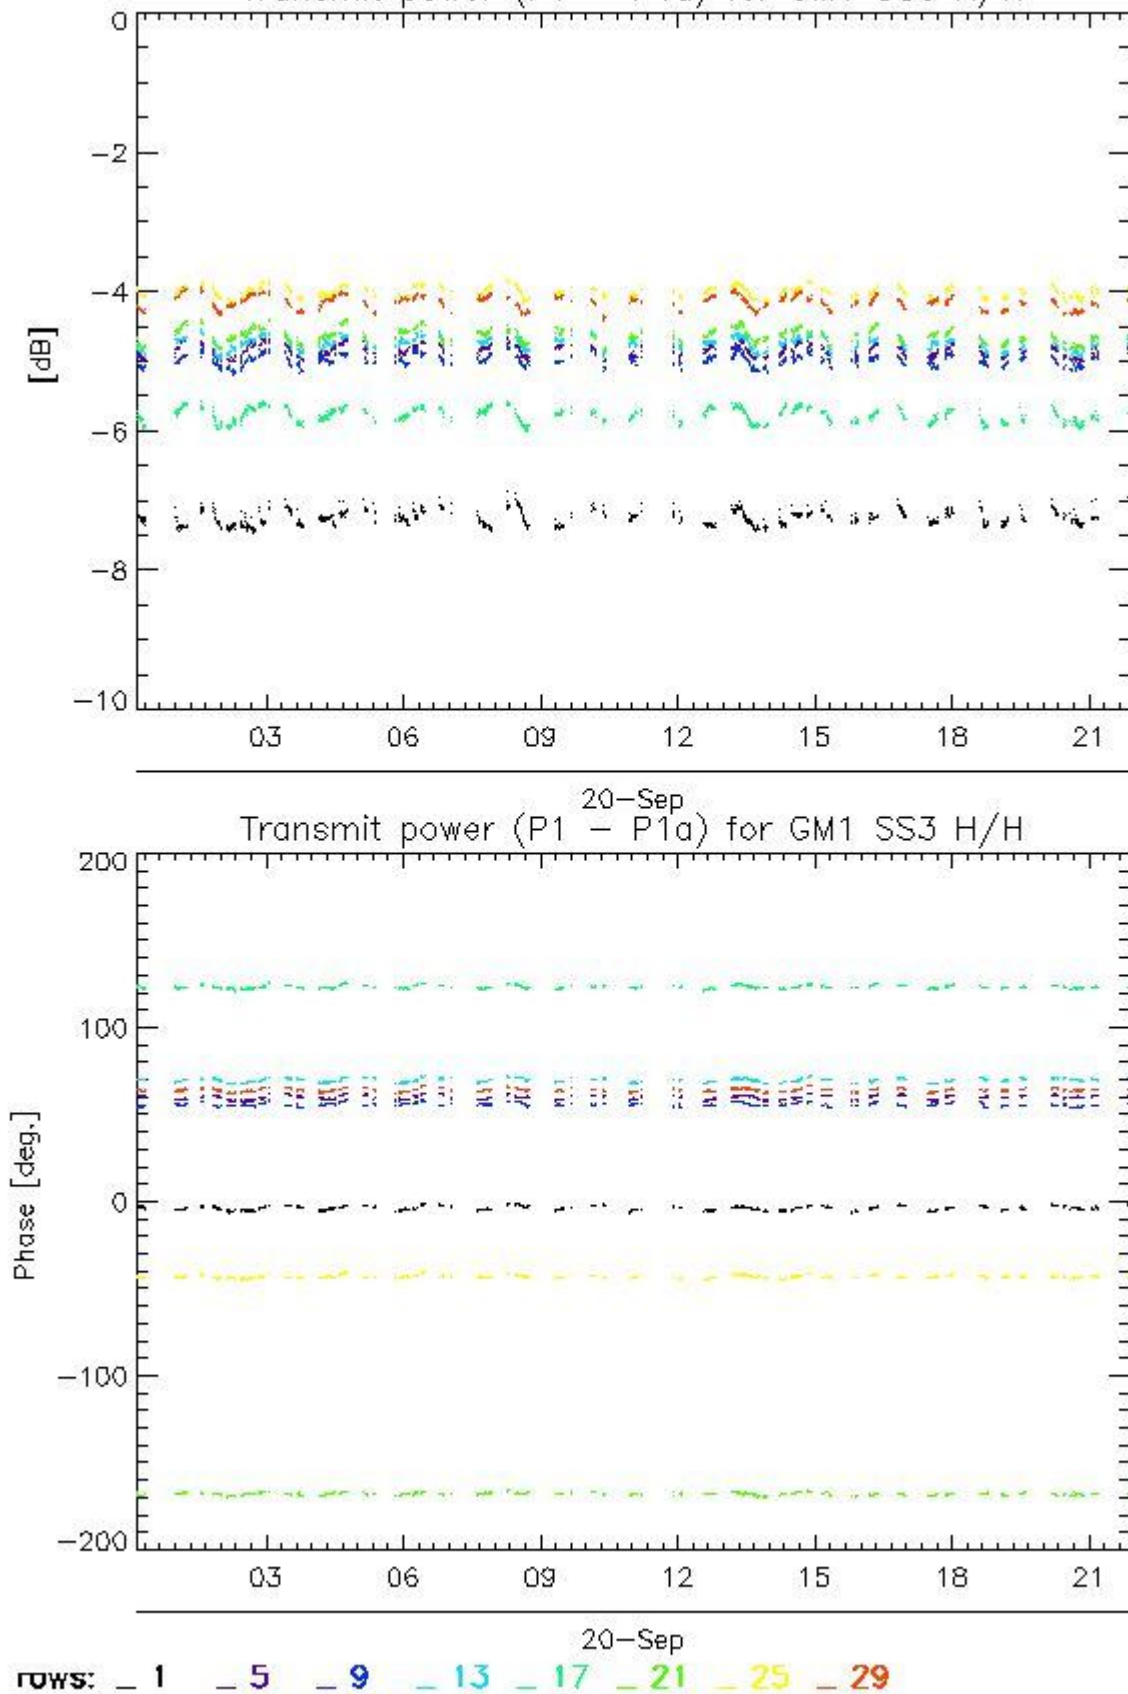 0
-2
-4
[dB]
-6
-8
-10
03 06 09 12 15 18 21
20-Sep
Transmit power (P1 - P1a) for GM1 SS3 H/H
200
100
0
Phase [deg.]
-100
-200
03 06 09 12 15 18 21
20-Sep
rows: _ 1 _ 5 _ 9 _ 13 _ 17 _ 21 _ 25 _ 29